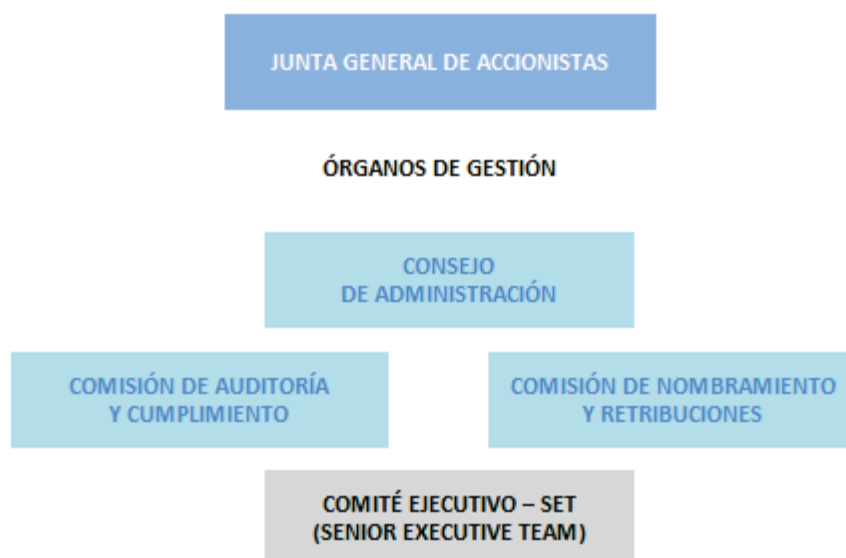 JUNTA GENERAL DE ACCIONISTAS
ÓRGANOS DE GESTIÓN
CONSEJO
DE ADMINISTRACIÓN
COMISIÓN DE AUDITORÍA
Y CUMPLIMIENTO
COMISIÓN DE NOMBRAMIENTO
Y RETRIBUCIONES
COMITÉ EJECUTIVO – SET
(SENIOR EXECUTIVE TEAM)